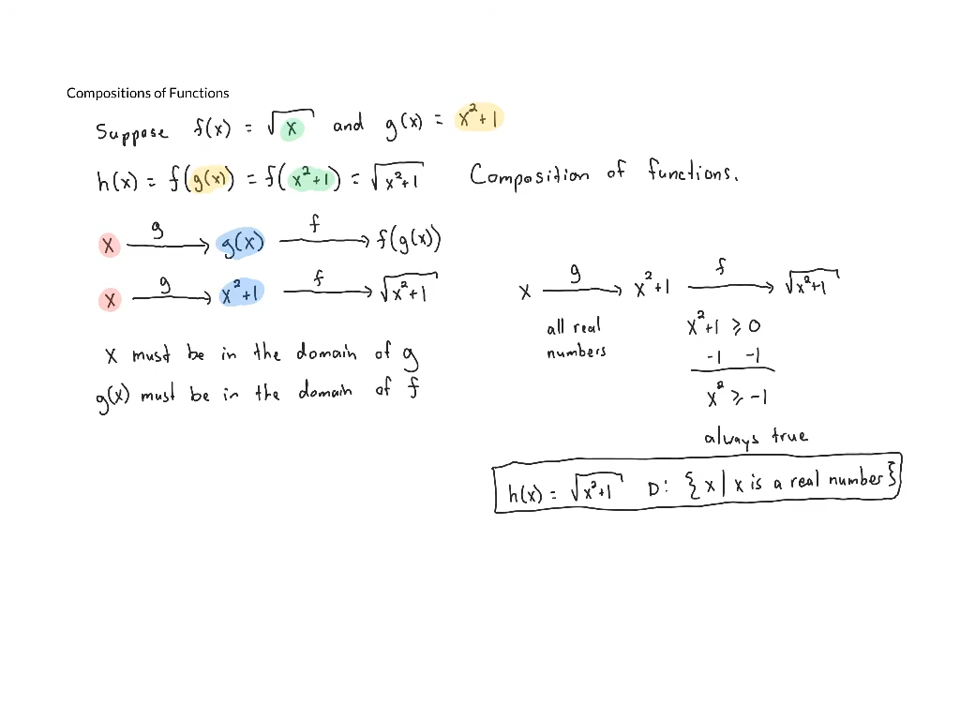 Compositions of Functions
Suppose f(x) = √x and g(x) = x²+1
h(x) = f(g(x)) = f(x²+1) = √x²+1 Composition of functions.
x g g(x) f f(g(x))
x g x²+1 f √x²+1
x must be in the domain of g
g(x) must be in the domain of f
x g x²+1 f √x²+1
all real
numbers
x²+1 ≥ 0
-1 -1
x² ≥ -1
always true
h(x) = √x²+1 D: {x | x is a real number}